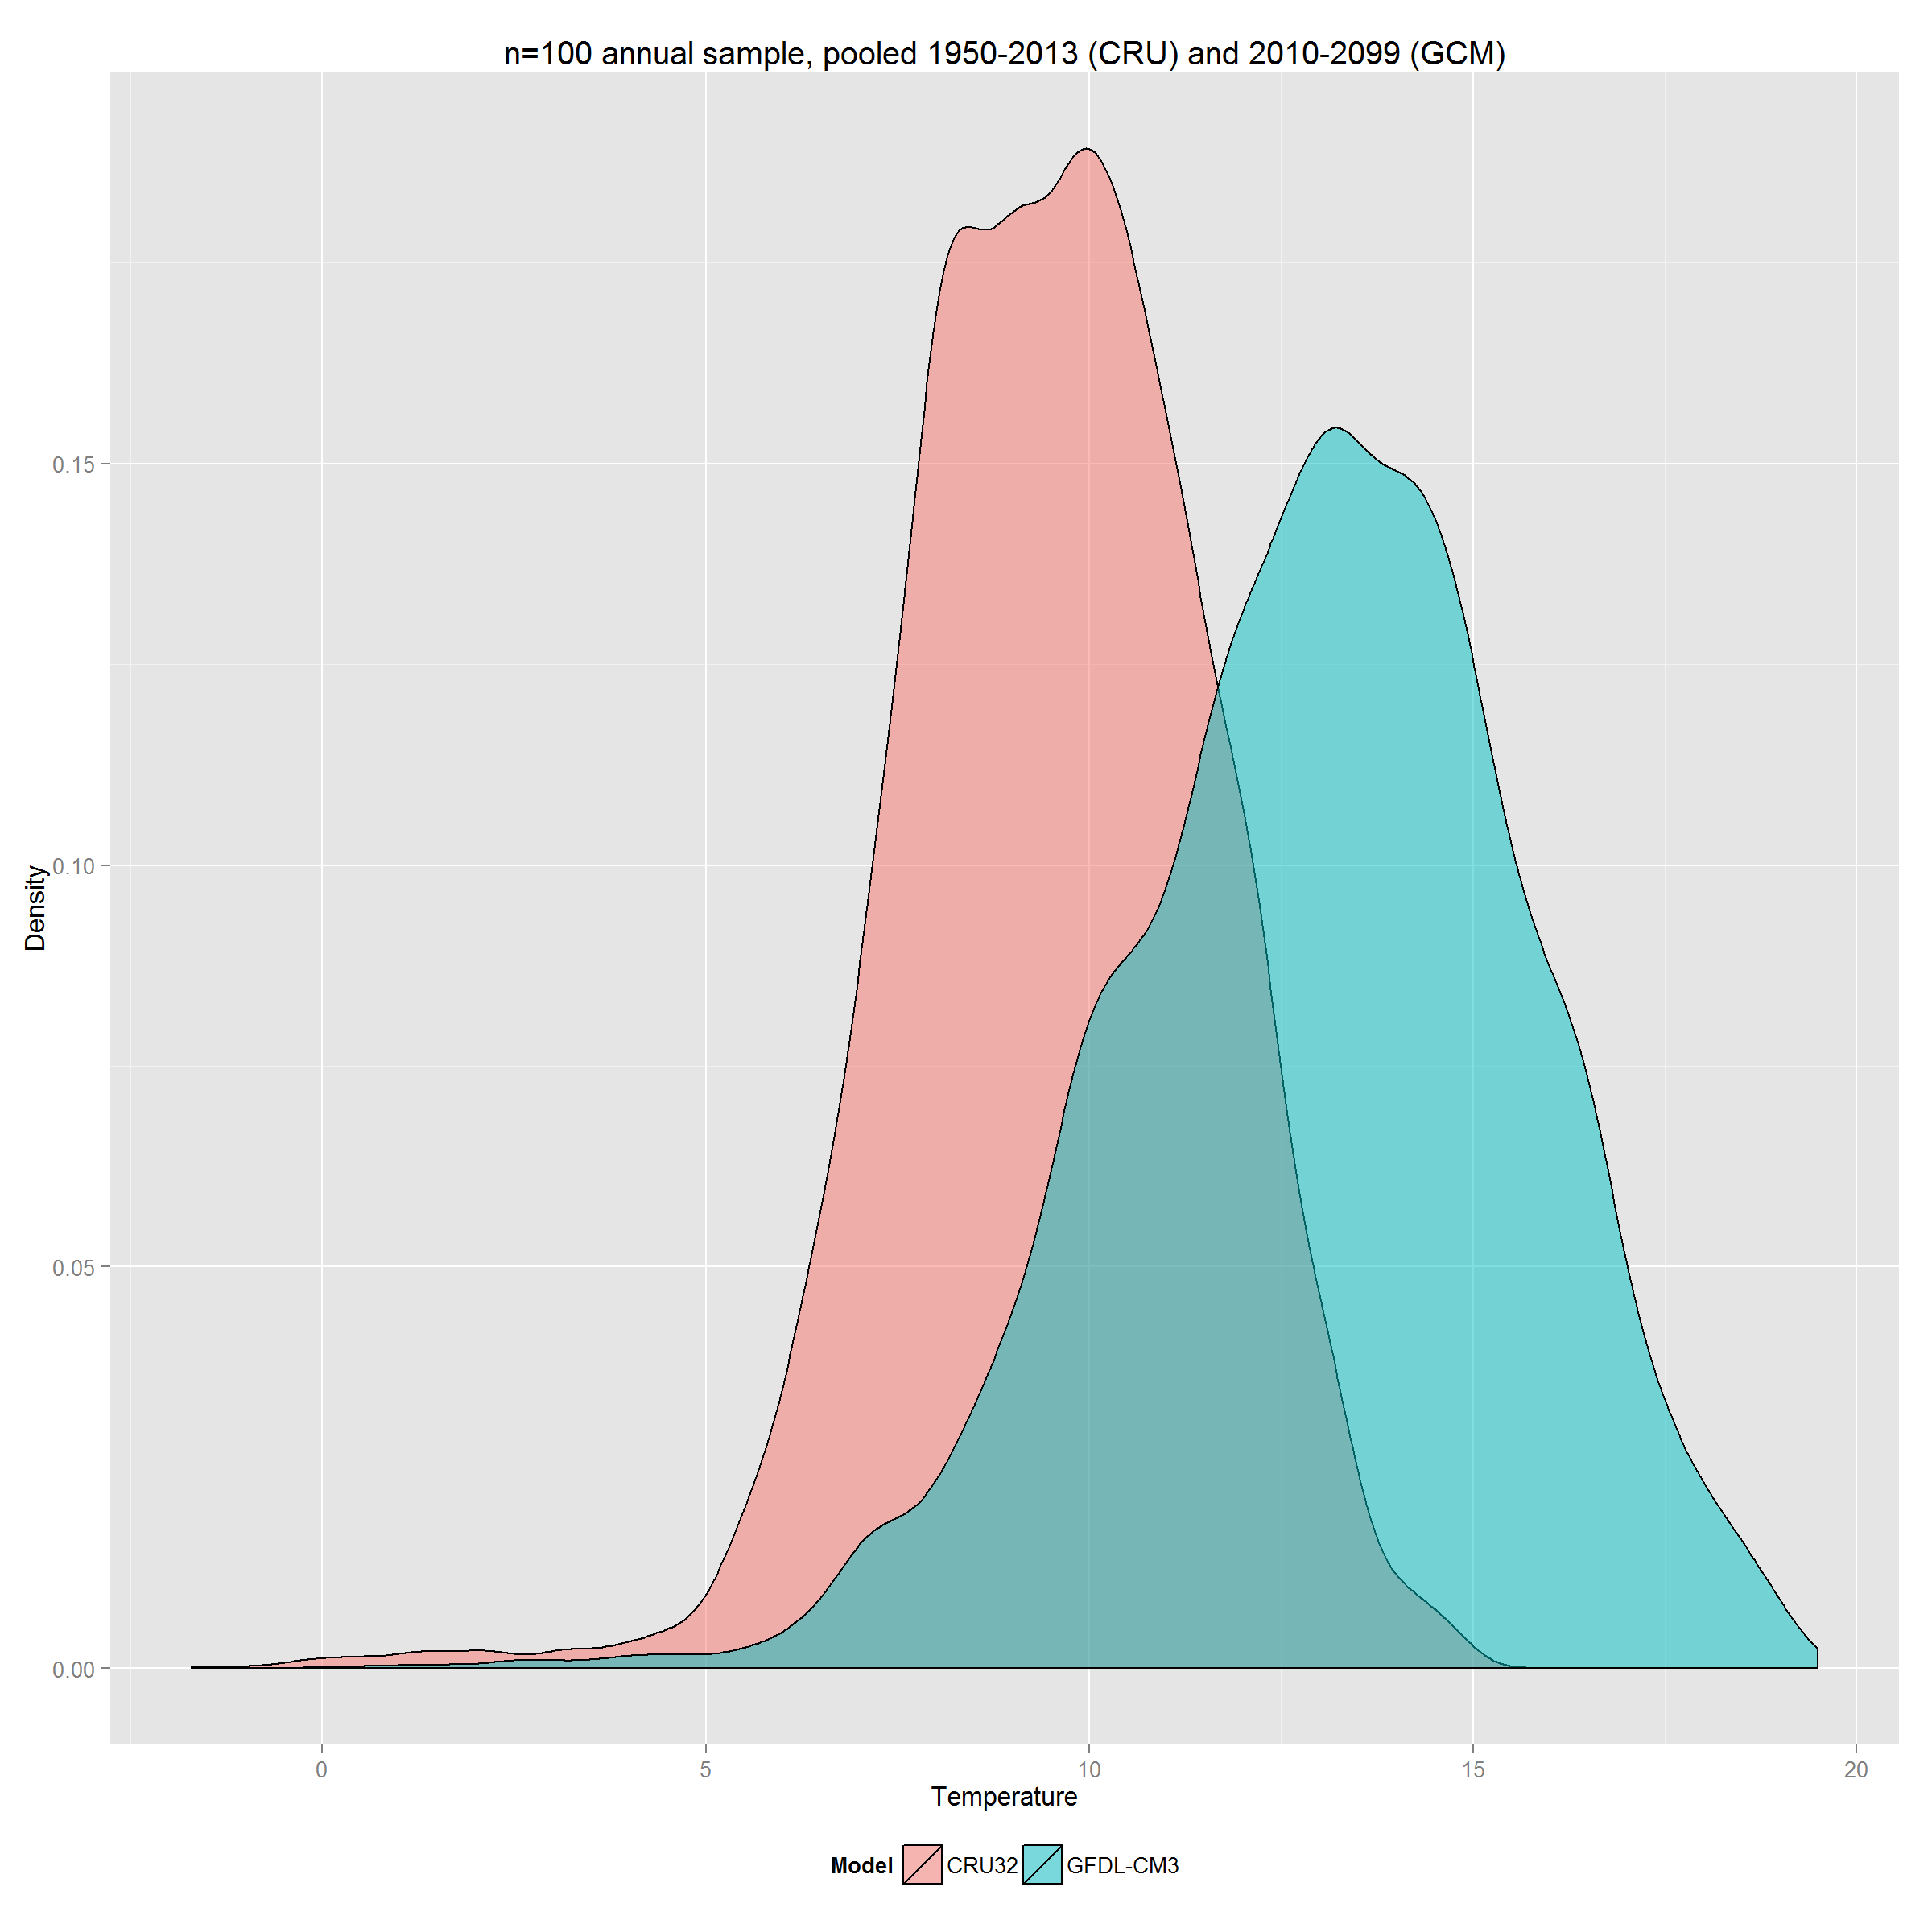 n=100 annual sample, pooled 1950-2013 (CRU) and 2010-2099 (GCM)
Density
0.15
0.10
0.05
0.00
0 5 10 15 20
Temperature
Model CRU32 GFDL-CM3